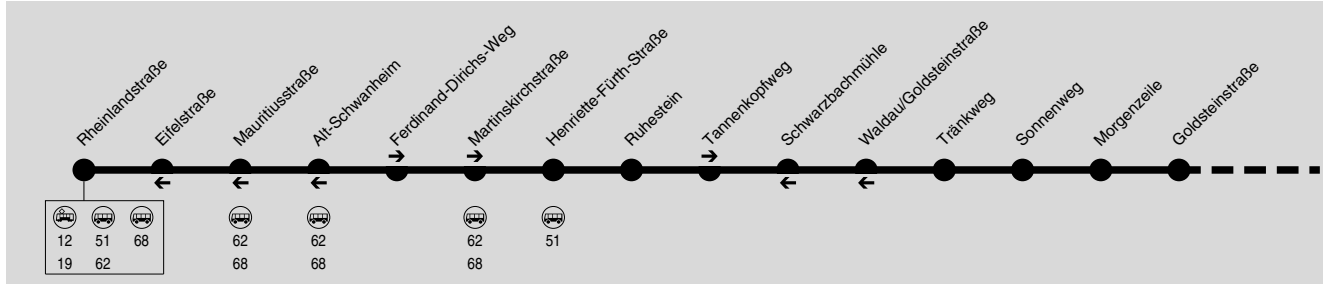 Rheinlandstraße
Eifelstraße
Mauritiusstraße
Alt-Schwanheim
Ferdinand-Dirichs-Weg
Martinskirchstraße
Henriette-Fürth-Straße
Ruhestein
Tannenkopfweg
Schwarzbachmühle
Waldau/Goldsteinstraße
Tränkweg
Sonnenweg
Morgenzeile
Goldsteinstraße
12 51 68 62 62 62 51
19 62 68 68 68